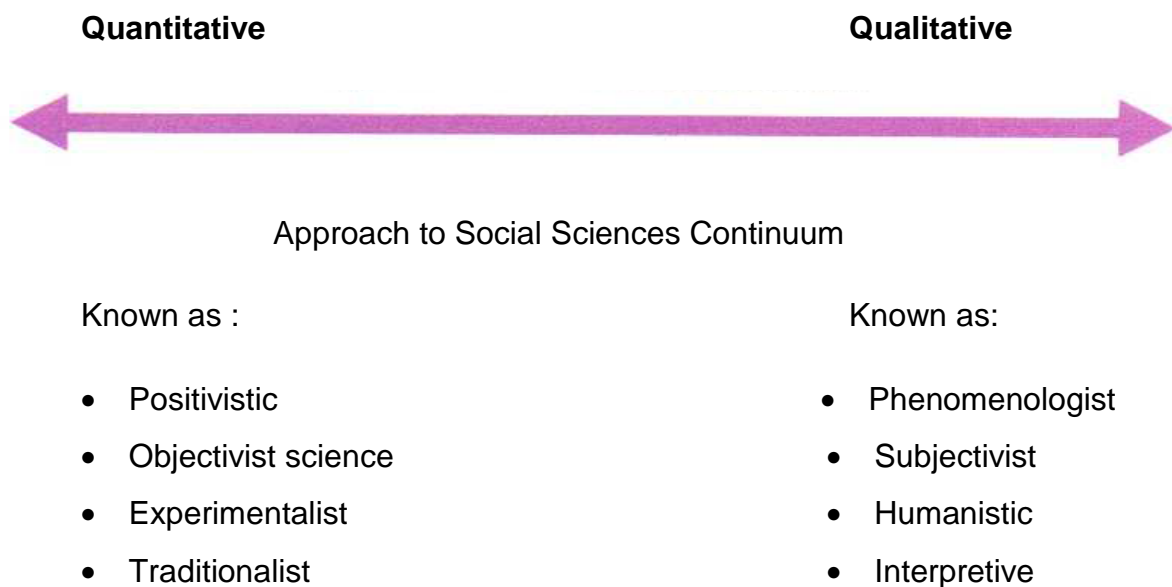 Quantitative Qualitative
Approach to Social Sciences Continuum
Known as : Known as:
• Positivistic • Phenomenologist
• Objectivist science • Subjectivist
• Experimentalist • Humanistic
• Traditionalist • Interpretive